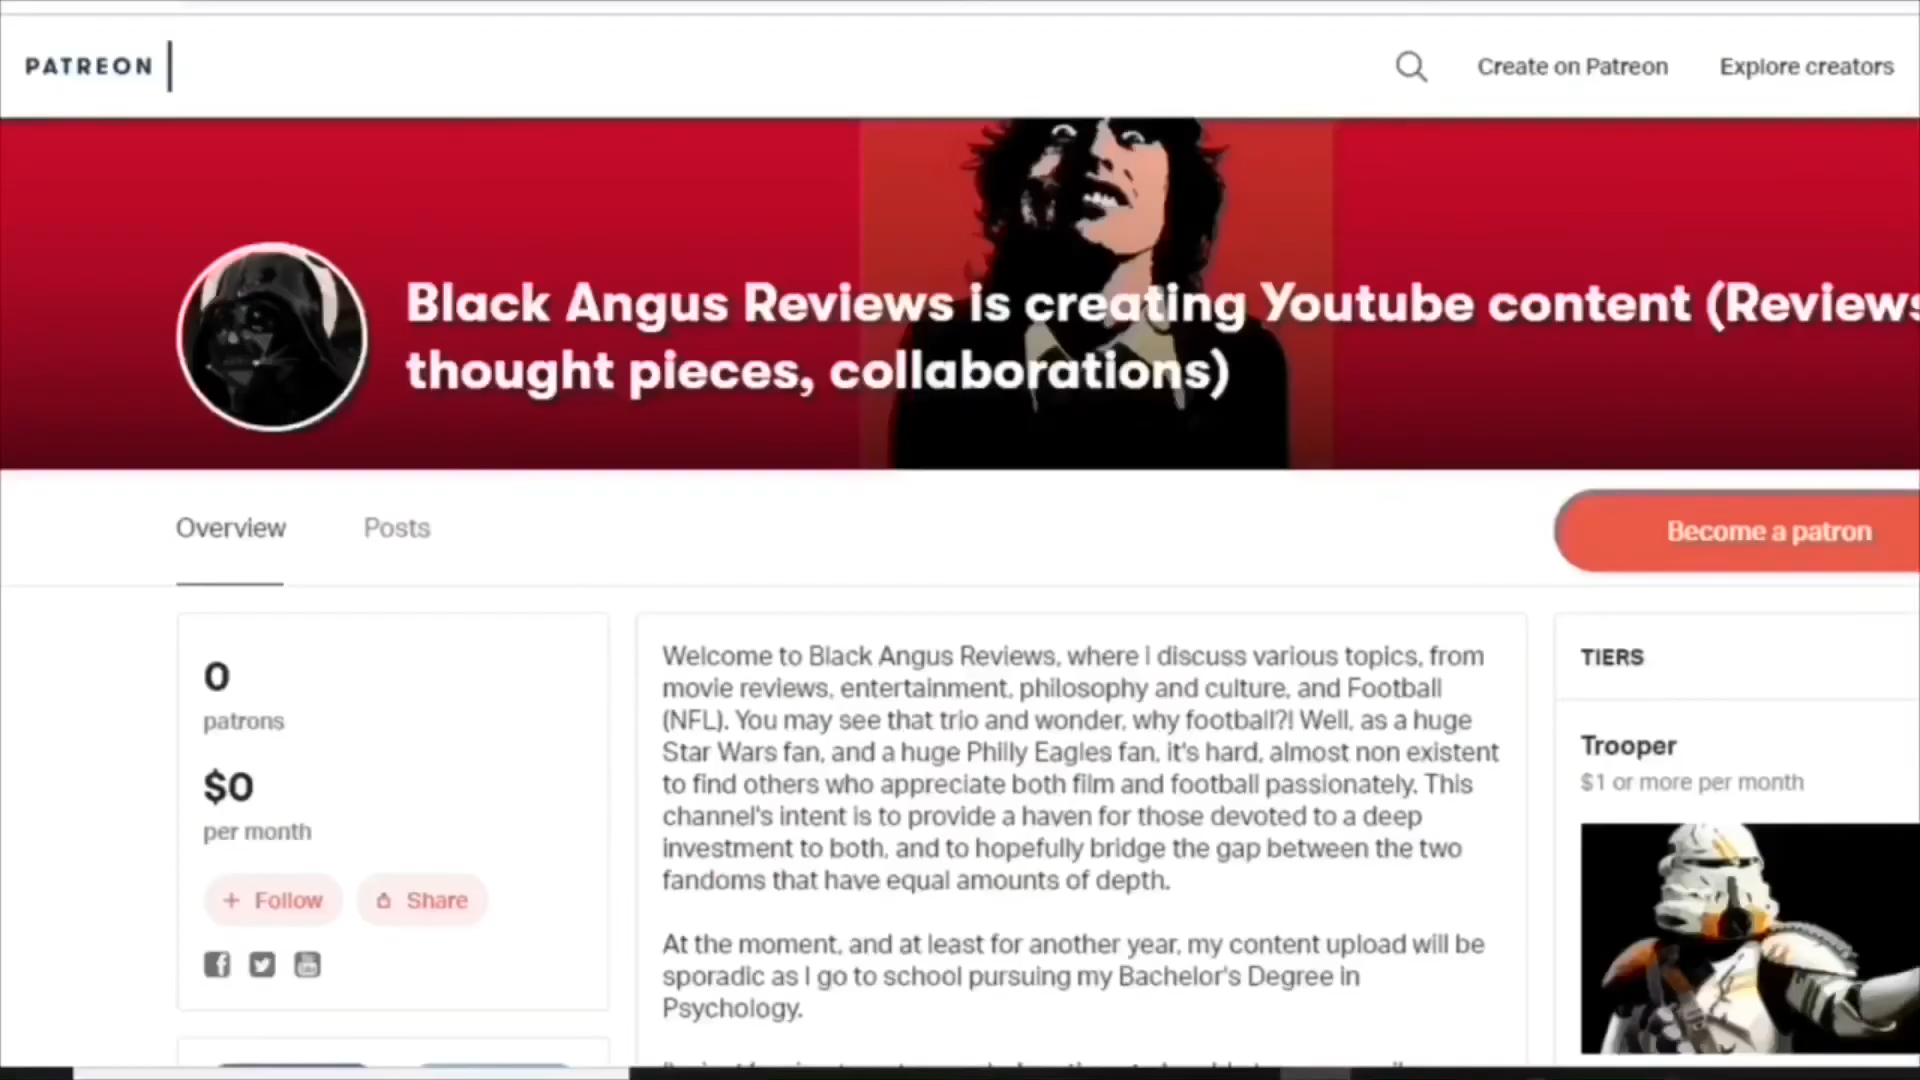 PATREON
Create on Patreon
Explore creators
Black Angus Reviews is creating Youtube content (Reviews
thought pieces, collaborations)
Overview
Posts
Become a patron
0
patrons
$0
per month
+ Follow
Share
Welcome to Black Angus Reviews, where I discuss various topics, from
movie reviews, entertainment, philosophy and culture, and Football
(NFL). You may see that trio and wonder, why football?! Well, as a huge
Star Wars fan, and a huge Philly Eagles fan, it's hard, almost non existent
to find others who appreciate both film and football passionately. This
channel's intent is to provide a haven for those devoted to a deep
investment to both, and to hopefully bridge the gap between the two
fandoms that have equal amounts of depth.
At the moment, and at least for another year, my content upload will be
sporadic as I go to school pursuing my Bachelor's Degree in
Psychology.
TIERS
Trooper
$1 or more per month